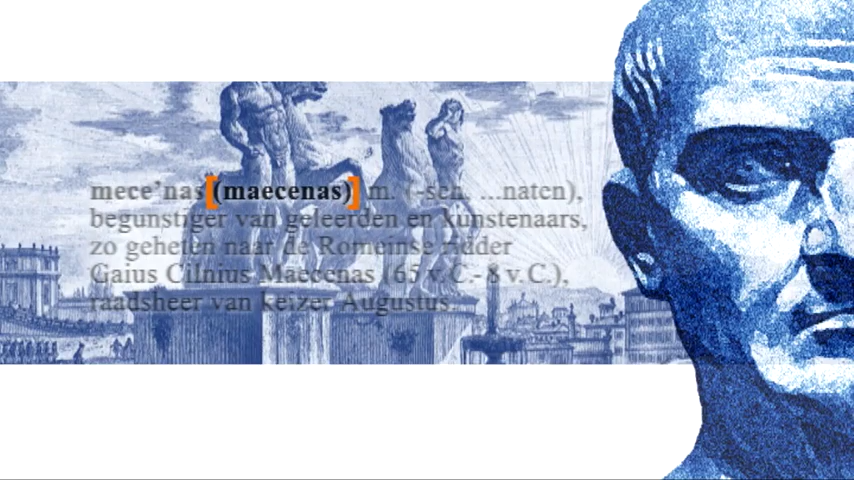 mece'nas (maecenas) m. (-sen, ...naten),
begunstiger van geleerden en kunstenaars,
zo geheten naar de Romeinse ridder
Gaius Cilnius Maecenas (65 v.C.- 8 v.C.),
raadsheer van keizer Augustus.